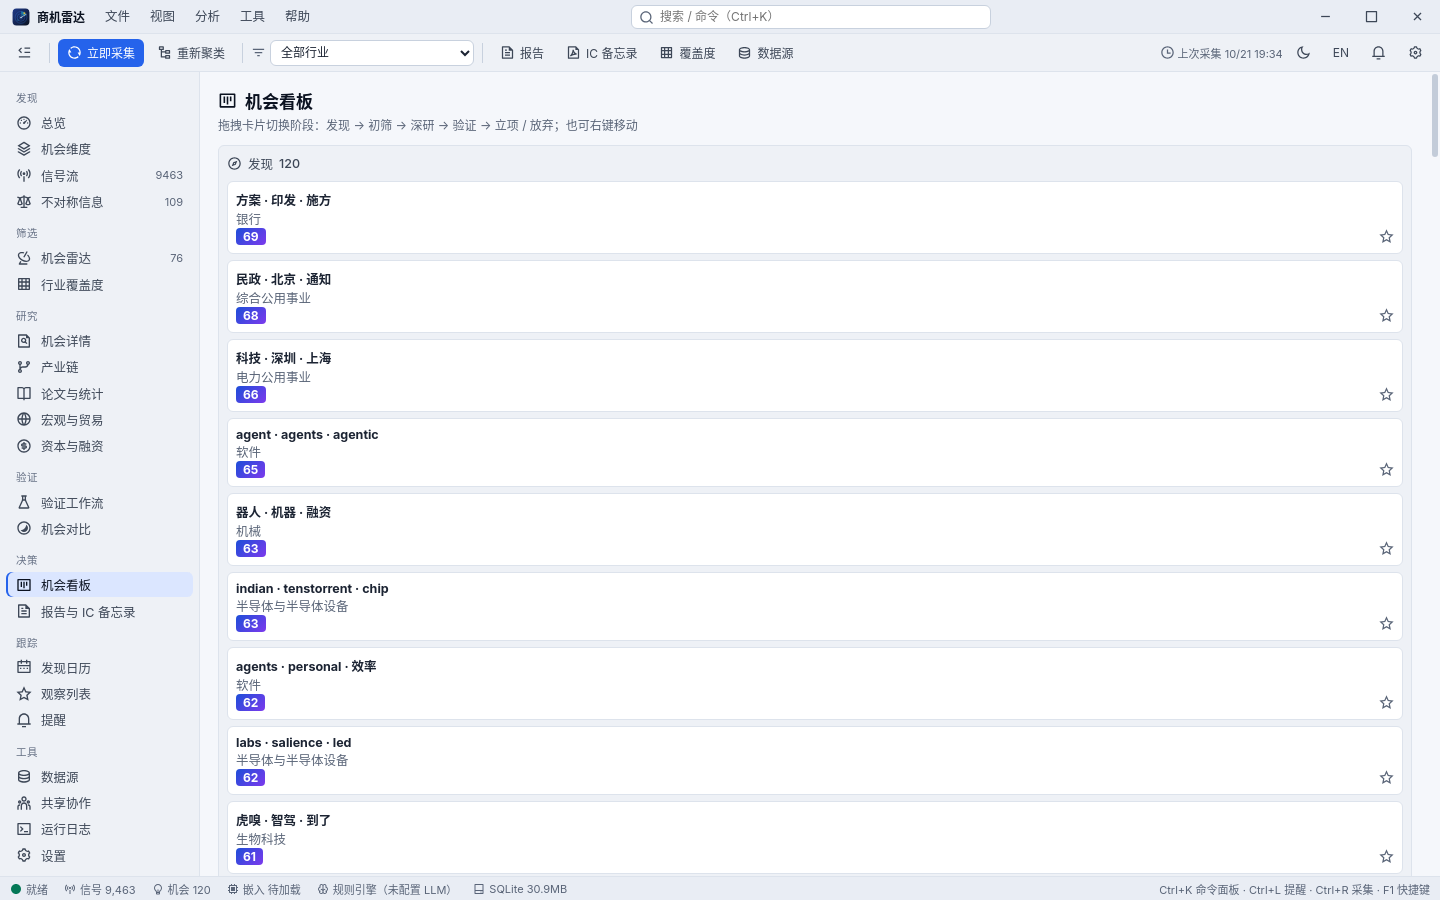 商机雷达 文件 视图 分析 工具 帮助 搜索 / 命令（Ctrl+K）
立即采集 重新聚类 全部行业 报告 IC 备忘录 覆盖度 数据源 上次采集 10/21 19:34 EN
发现
总览
机会维度
信号流 9463
不对称信息 109
筛选
机会雷达 76
行业覆盖度
研究
机会详情
产业链
论文与统计
宏观与贸易
资本与融资
验证
验证工作流
机会对比
决策
机会看板
报告与 IC 备忘录
跟踪
发现日历
观察列表
提醒
工具
数据源
共享协作
运行日志
设置
机会看板
拖拽卡片切换阶段：发现 → 初筛 → 深研 → 验证 → 立项 / 放弃；也可右键移动
发现 120
方案 · 印发 · 施方
银行
69
民政 · 北京 · 通知
综合公用事业
68
科技 · 深圳 · 上海
电力公用事业
66
agent · agents · agentic
软件
65
器人 · 机器 · 融资
机械
63
indian · tenstorrent · chip
半导体与半导体设备
63
agents · personal · 效率
软件
62
labs · salience · led
半导体与半导体设备
62
虎嗅 · 智驾 · 到了
生物科技
61
就绪 信号 9,463 机会 120 嵌入 待加载 规则引擎（未配置 LLM） SQLite 30.9MB Ctrl+K 命令面板 · Ctrl+L 提醒 · Ctrl+R 采集 · F1 快捷键